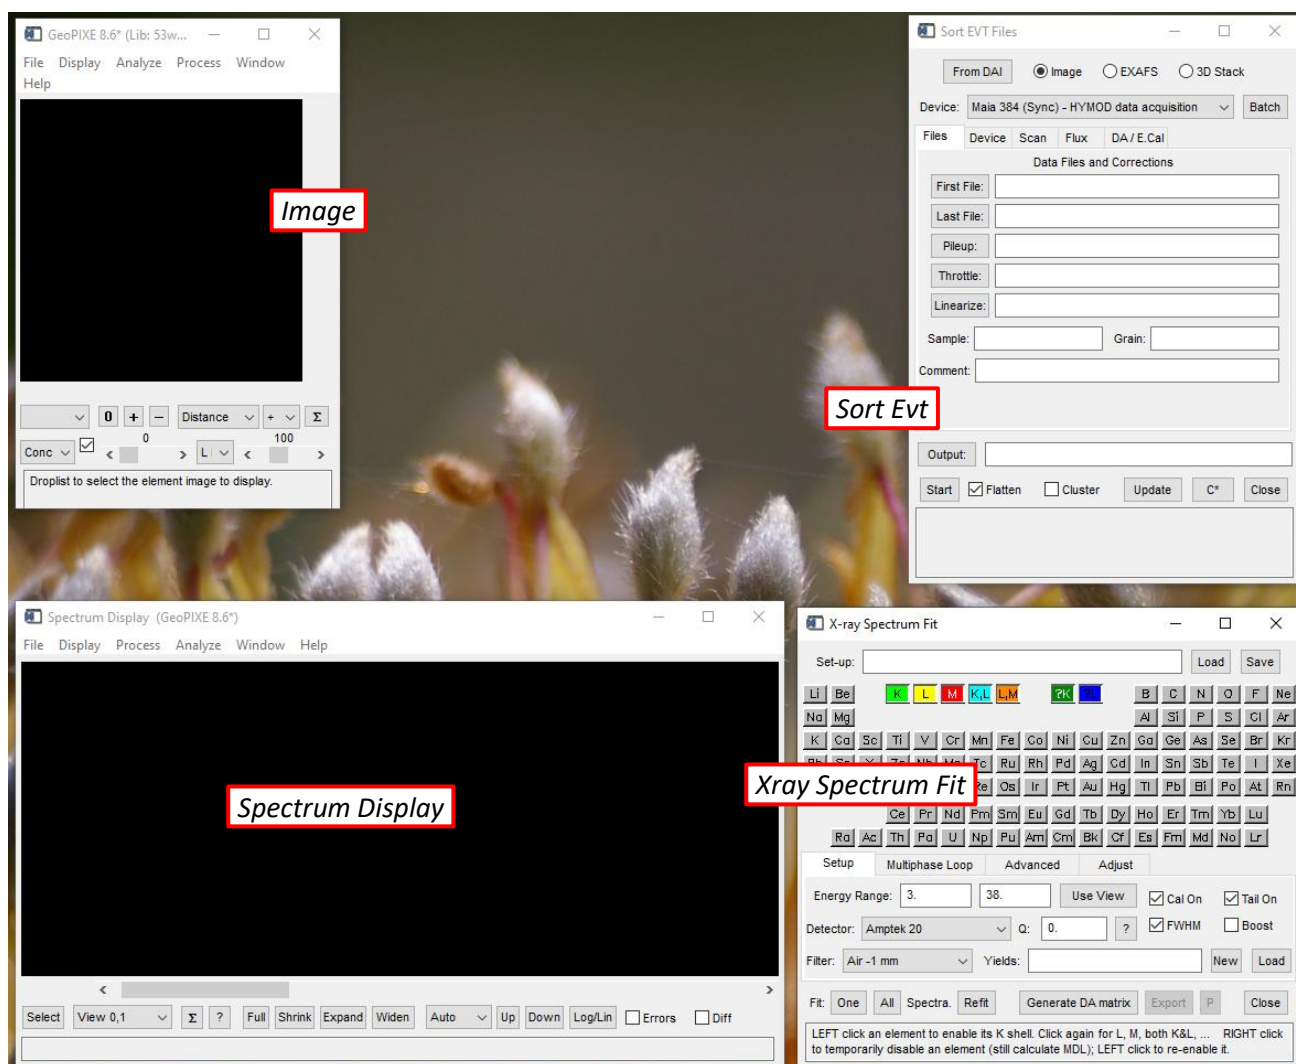 GeoPIXE 8.6* (Lib: 53w...
File Display Analyze Process Window
Help
Image
0 + − Distance + Σ
Conc 0 L 100
Droplist to select the element image to display.
Sort EVT Files
From DAI Image EXAFS 3D Stack
Device: Maia 384 (Sync) - HYMOD data acquisition Batch
Files Device Scan Flux DA / E.Cal
Data Files and Corrections
First File:
Last File:
Pileup:
Throttle:
Linearize:
Sample: Grain:
Comment:
Sort Evt
Output:
Start Flatten Cluster Update C* Close
Spectrum Display (GeoPIXE 8.6*)
File Display Process Analyze Window Help
Spectrum Display
Select View 0,1 Σ ? Full Shrink Expand Widen Auto Up Down Log/Lin Errors Diff
X-ray Spectrum Fit
Set-up: Load Save
Li Be K L M K,L L,M ?K ?L B C N O F Ne
Na Mg Al Si P S Cl Ar
K Ca Sc Ti V Cr Mn Fe Co Ni Cu Zn Ga Ge As Se Br Kr
Tc Ru Rh Pd Ag Cd In Sn Sb Te I Xe
Xray Spectrum Fit
Re Os Ir Pt Au Hg Tl Pb Bi Po At Rn
Ce Pr Nd Pm Sm Eu Gd Tb Dy Ho Er Tm Yb Lu
Ra Ac Th Pa U Np Pu Am Cm Bk Cf Es Fm Md No Lr
Setup Multiphase Loop Advanced Adjust
Energy Range: 3. 38. Use View Cal On Tail On
Detector: Amptek 20 Q: 0. ? FWHM Boost
Filter: Air -1 mm Yields: New Load
Fit: One All Spectra. Refit Generate DA matrix Export P Close
LEFT click an element to enable its K shell. Click again for L, M, both K&L, ... RIGHT click
to temporarily disable an element (still calculate MDL); LEFT click to re-enable it.